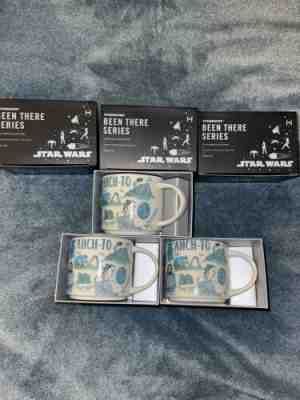 BEEN THERE
SERIES
STAR WARS
STARBUCKS
BEEN THERE
SERIES
STAR WARS
BEEN THERE
SERIES
STAR WARS
AHCH-TO
AHCH-TO
AHCH-TO